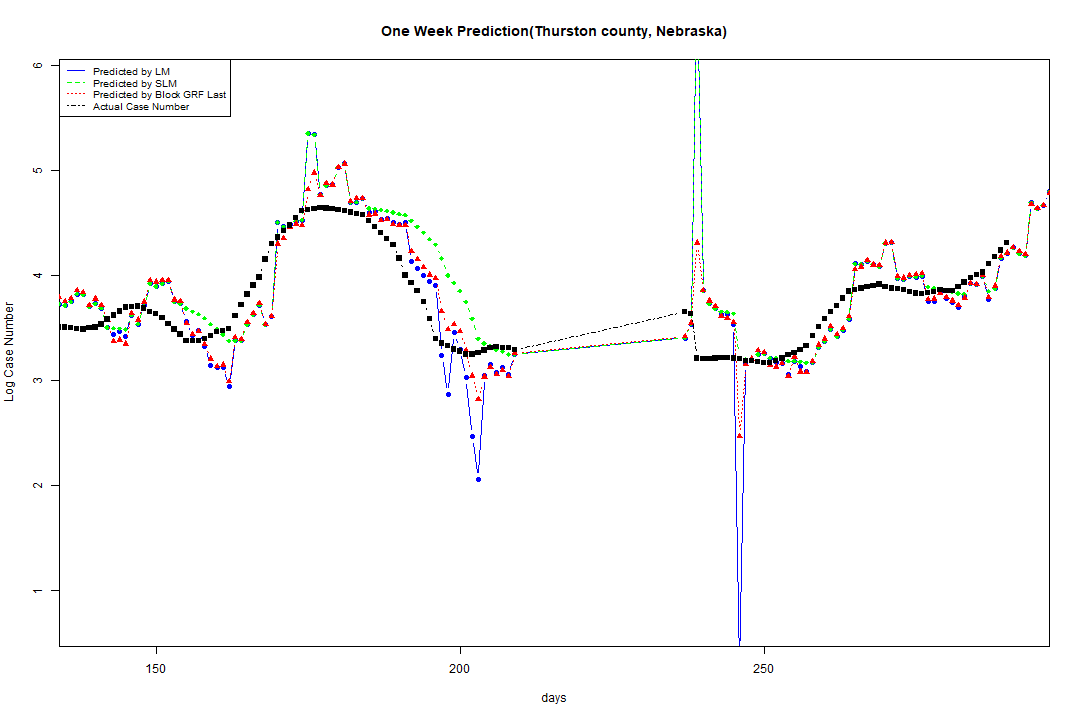 One Week Prediction(Thurston county, Nebraska)
Predicted by LM
Predicted by SLM
Predicted by Block GRF Last
Actual Case Number
6
5
4
3
2
1
Log Case Number
150
200
250
days